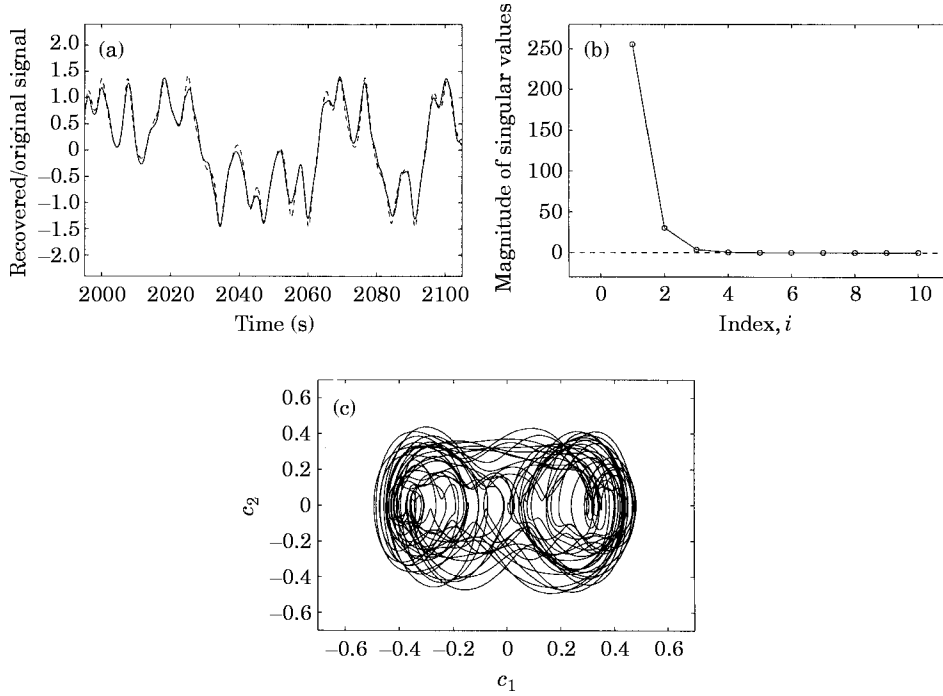 (a)
Recovered/original signal
2.0
1.5
1.0
0.5
0
−0.5
−1.0
−1.5
−2.0
2000 2020 2040 2060 2080 2100
Time (s)
(b)
Magnitude of singular values
250
200
150
100
50
0
0 2 4 6 8 10
Index, i
(c)
c2
0.6
0.4
0.2
0
−0.2
−0.4
−0.6
−0.6 −0.4 −0.2 0 0.2 0.4 0.6
c1